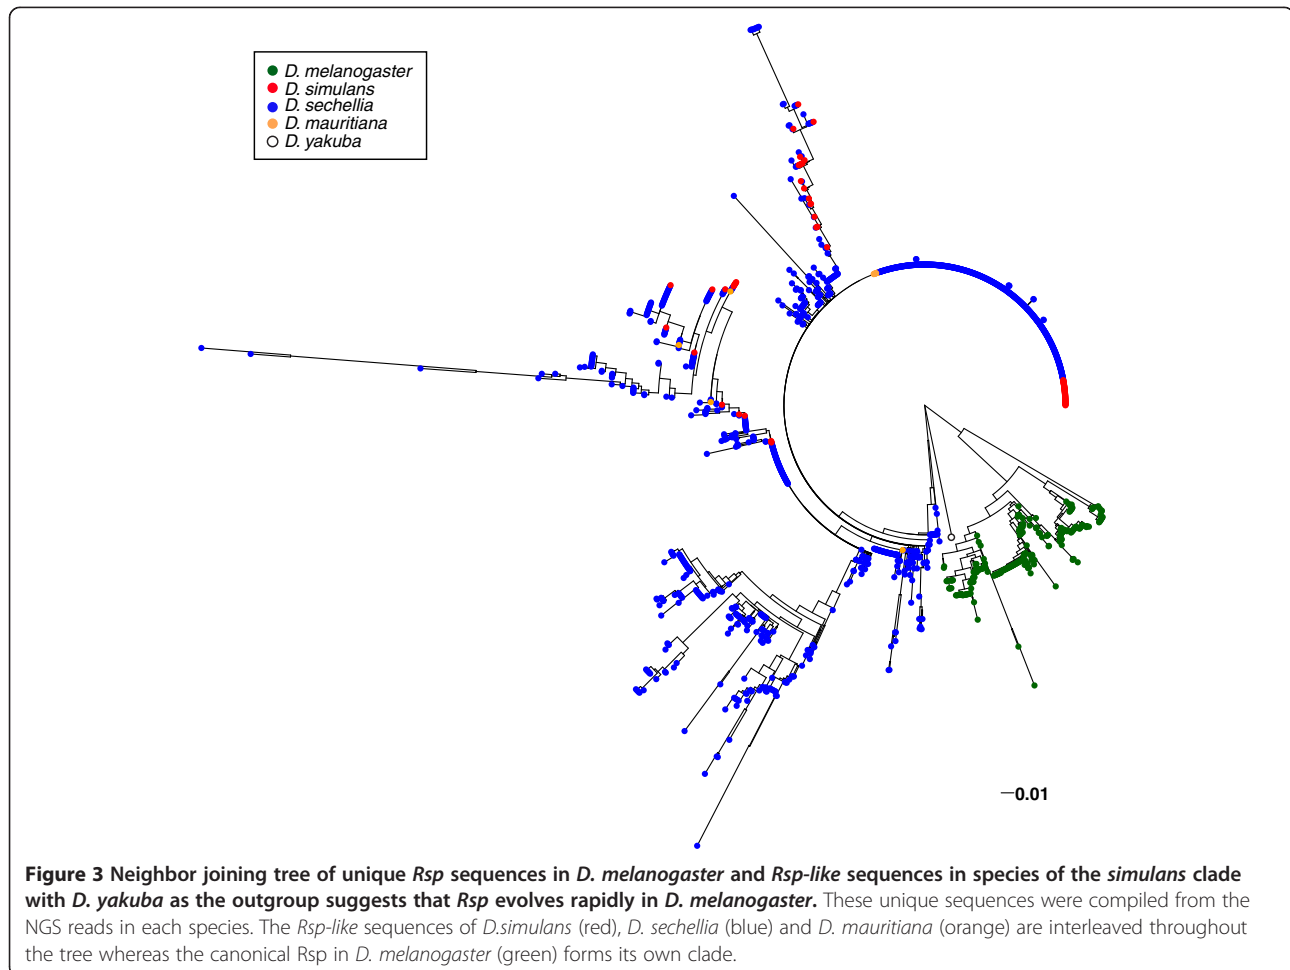 D. melanogaster
D. simulans
D. sechellia
D. mauritiana
D. yakuba
0.01
Figure 3 Neighbor joining tree of unique Rsp sequences in D. melanogaster and Rsp-like sequences in species of the simulans clade
with D. yakuba as the outgroup suggests that Rsp evolves rapidly in D. melanogaster. These unique sequences were compiled from the
NGS reads in each species. The Rsp-like sequences of D.simulans (red), D. sechellia (blue) and D. mauritiana (orange) are interleaved throughout
the tree whereas the canonical Rsp in D. melanogaster (green) forms its own clade.